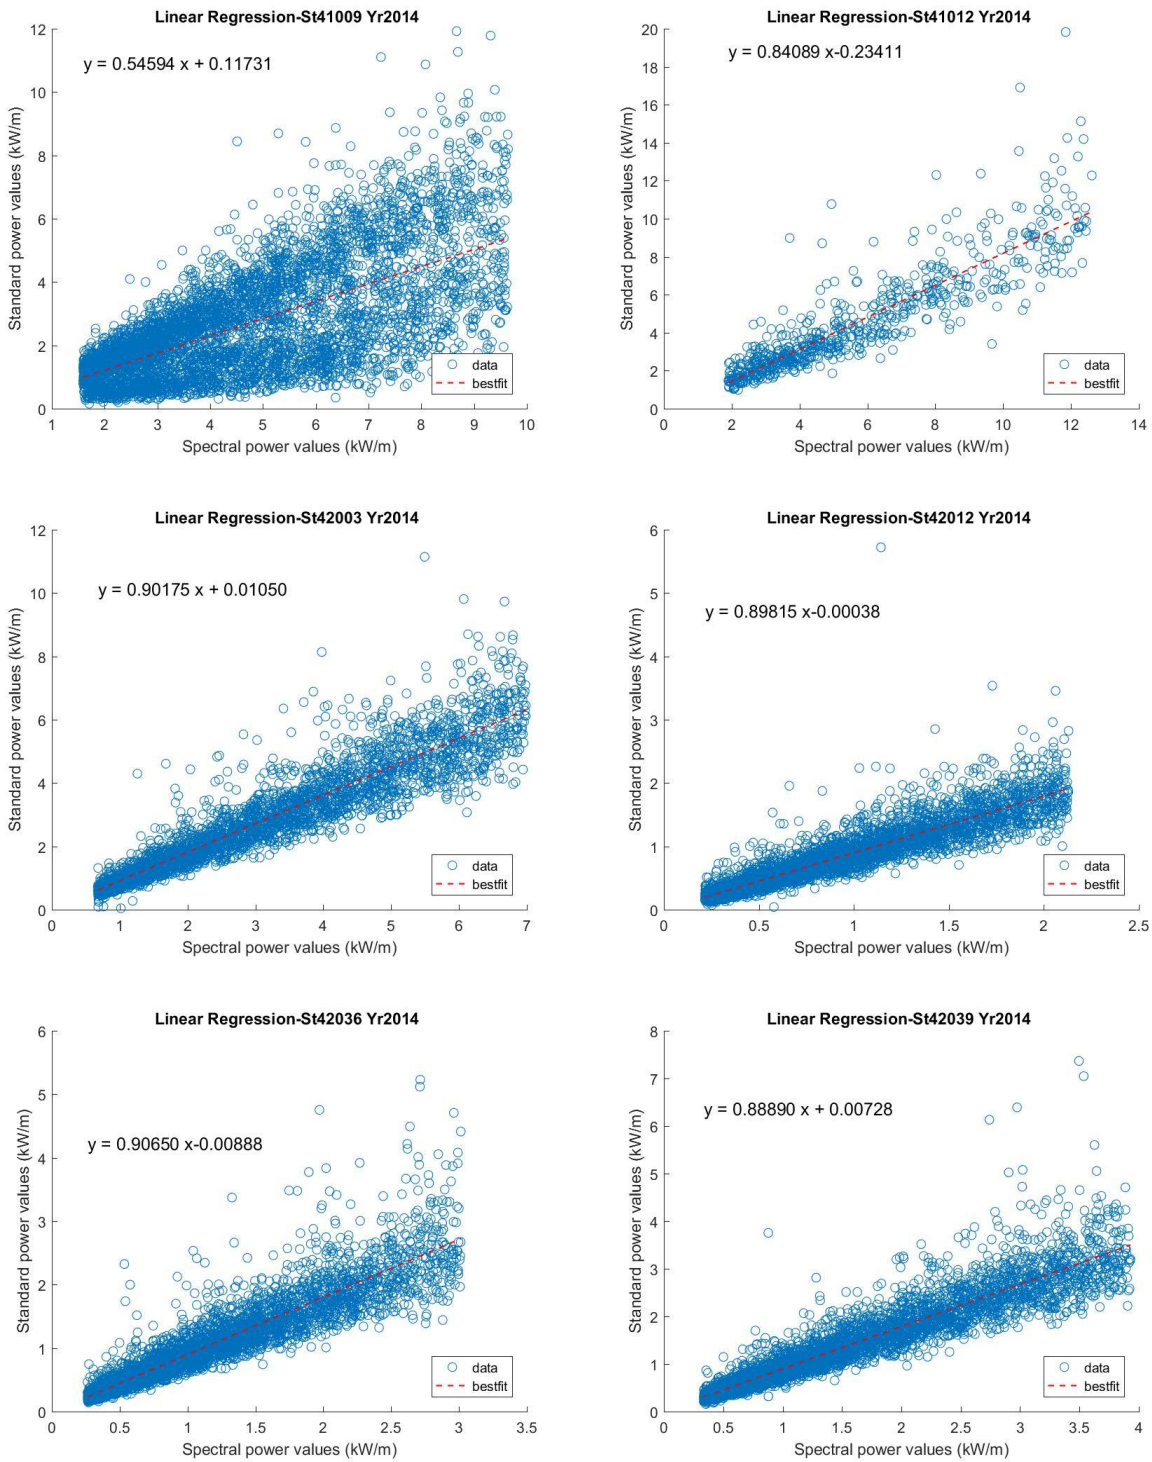 Linear Regression-St41009 Yr2014
y = 0.54594 x + 0.11731
Standard power values (kW/m)
12
10
8
6
4
2
0
data
bestfit
1 2 3 4 5 6 7 8 9 10
Spectral power values (kW/m)
Linear Regression-St41012 Yr2014
y = 0.84089 x-0.23411
Standard power values (kW/m)
20
18
16
14
12
10
8
6
4
2
0
data
bestfit
0 2 4 6 8 10 12 14
Spectral power values (kW/m)
Linear Regression-St42003 Yr2014
y = 0.90175 x + 0.01050
Standard power values (kW/m)
12
10
8
6
4
2
0
data
bestfit
0 1 2 3 4 5 6 7
Spectral power values (kW/m)
Linear Regression-St42012 Yr2014
y = 0.89815 x-0.00038
Standard power values (kW/m)
6
5
4
3
2
1
0
data
bestfit
0 0.5 1 1.5 2 2.5
Spectral power values (kW/m)
Linear Regression-St42036 Yr2014
y = 0.90650 x-0.00888
Standard power values (kW/m)
6
5
4
3
2
1
0
data
bestfit
0 0.5 1 1.5 2 2.5 3 3.5
Spectral power values (kW/m)
Linear Regression-St42039 Yr2014
y = 0.88890 x + 0.00728
Standard power values (kW/m)
8
7
6
5
4
3
2
1
0
data
bestfit
0 0.5 1 1.5 2 2.5 3 3.5 4
Spectral power values (kW/m)